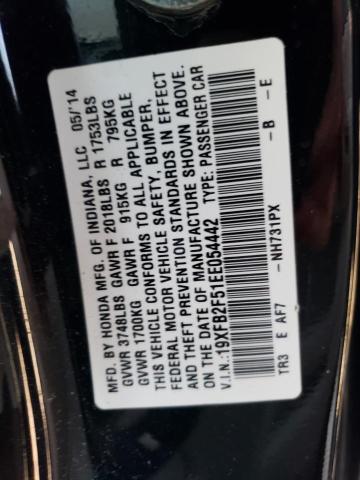 MFD. BY HONDA MFG. OF INDIANA, LLC 05/'14
GVWR 3748LBS GAWR F 2018LBS R 1753LBS
GVWR 1700KG GAWR F 916KG R 795KG
THIS VEHICLE CONFORMS TO ALL APPLICABLE
FEDERAL MOTOR VEHICLE SAFETY, BUMPER,
AND THEFT PREVENTION STANDARDS IN EFFECT
ON THE DATE OF MANUFACTURE SHOWN ABOVE.
V.I.N.:19XFB2F51EE054442 TYPE: PASSENGER CAR
TR3 E AF7 - NH731PX - B - E